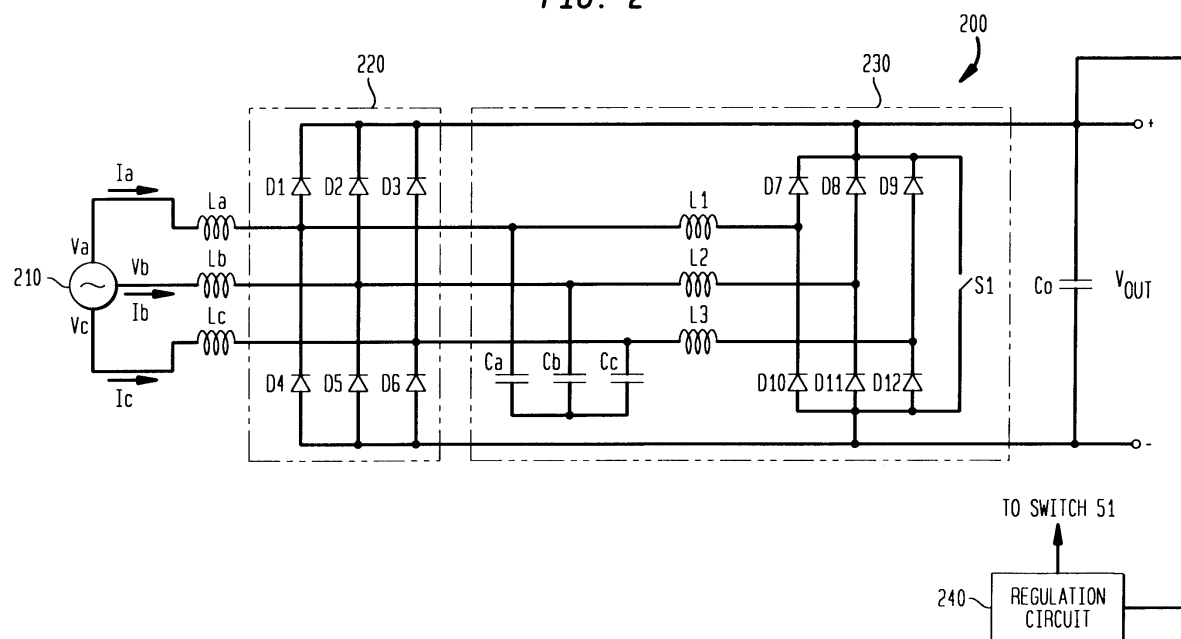 FIG. 2
200
220
230
+
Ia
D1
D2
D3
D7
D8
D9
La
L1
Va
Vb
Lb
L2
S1
Co
VOUT
210
Vc
Ib
Lc
L3
Ca
Cb
Cc
Ic
D4
D5
D6
D10
D11
D12
-
TO SWITCH 51
240
REGULATION
CIRCUIT